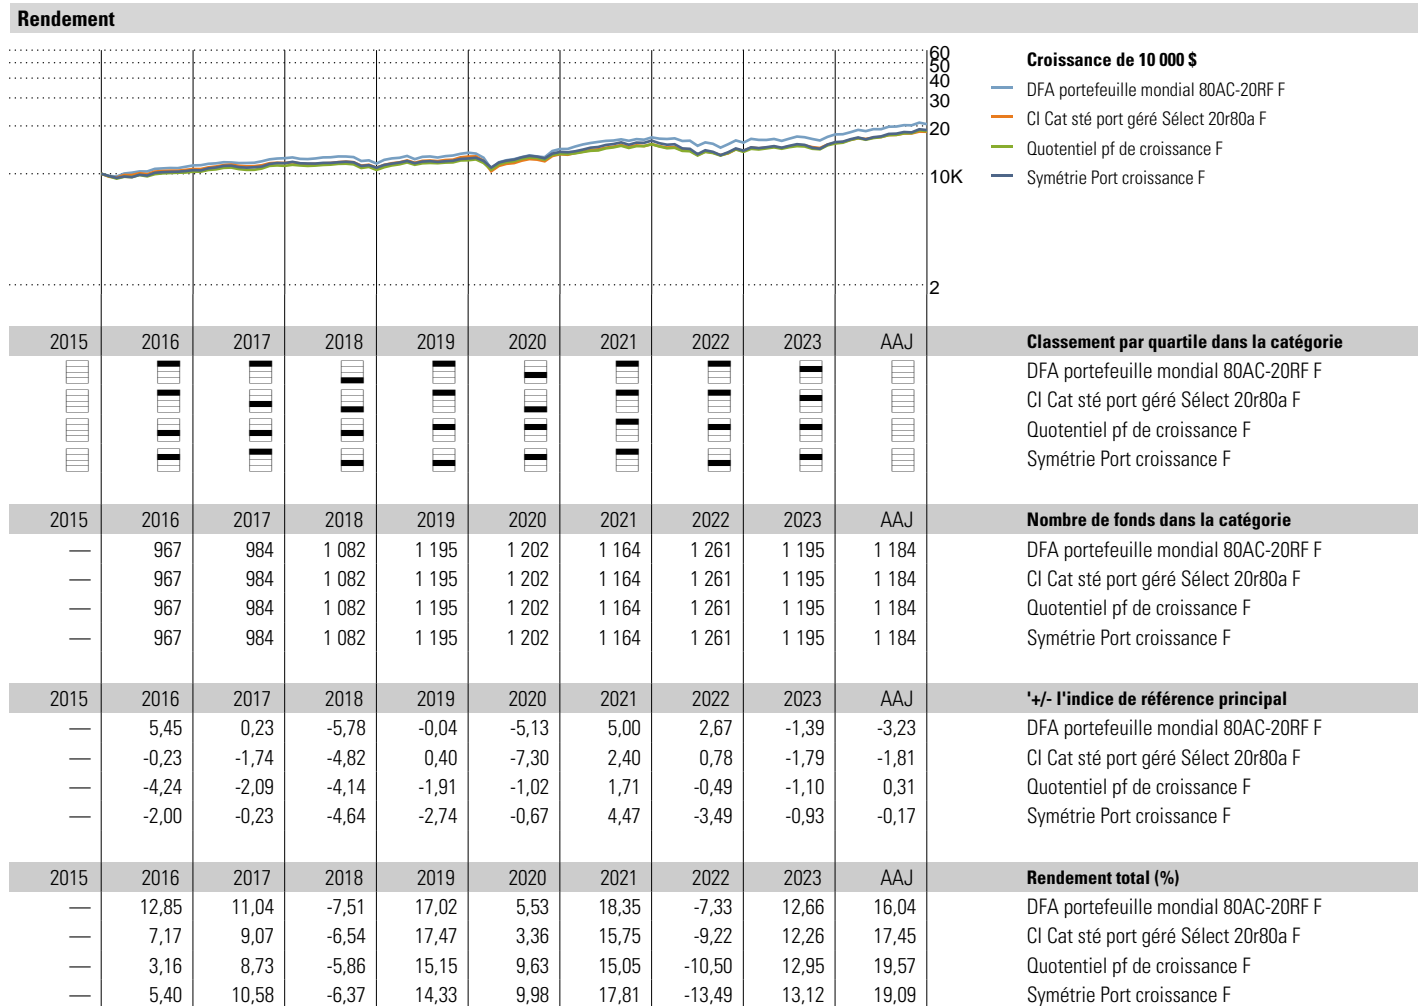 Rendement
60
50
40
30
20
10K
2
Croissance de 10 000 $
DFA portefeuille mondial 80AC-20RF F
CI Cat sté port géré Sélect 20r80a F
Quotentiel pf de croissance F
Symétrie Port croissance F
2015 2016 2017 2018 2019 2020 2021 2022 2023 AAJ Classement par quartile dans la catégorie
DFA portefeuille mondial 80AC-20RF F
CI Cat sté port géré Sélect 20r80a F
Quotentiel pf de croissance F
Symétrie Port croissance F
2015 2016 2017 2018 2019 2020 2021 2022 2023 AAJ Nombre de fonds dans la catégorie
— 967 984 1 082 1 195 1 202 1 164 1 261 1 195 1 184 DFA portefeuille mondial 80AC-20RF F
— 967 984 1 082 1 195 1 202 1 164 1 261 1 195 1 184 CI Cat sté port géré Sélect 20r80a F
— 967 984 1 082 1 195 1 202 1 164 1 261 1 195 1 184 Quotentiel pf de croissance F
— 967 984 1 082 1 195 1 202 1 164 1 261 1 195 1 184 Symétrie Port croissance F
2015 2016 2017 2018 2019 2020 2021 2022 2023 AAJ '+/- l'indice de référence principal
— 5,45 0,23 -5,78 -0,04 -5,13 5,00 2,67 -1,39 -3,23 DFA portefeuille mondial 80AC-20RF F
— -0,23 -1,74 -4,82 0,40 -7,30 2,40 0,78 -1,79 -1,81 CI Cat sté port géré Sélect 20r80a F
— -4,24 -2,09 -4,14 -1,91 -1,02 1,71 -0,49 -1,10 0,31 Quotentiel pf de croissance F
— -2,00 -0,23 -4,64 -2,74 -0,67 4,47 -3,49 -0,93 -0,17 Symétrie Port croissance F
2015 2016 2017 2018 2019 2020 2021 2022 2023 AAJ Rendement total (%)
— 12,85 11,04 -7,51 17,02 5,53 18,35 -7,33 12,66 16,04 DFA portefeuille mondial 80AC-20RF F
— 7,17 9,07 -6,54 17,47 3,36 15,75 -9,22 12,26 17,45 CI Cat sté port géré Sélect 20r80a F
— 3,16 8,73 -5,86 15,15 9,63 15,05 -10,50 12,95 19,57 Quotentiel pf de croissance F
— 5,40 10,58 -6,37 14,33 9,98 17,81 -13,49 13,12 19,09 Symétrie Port croissance F